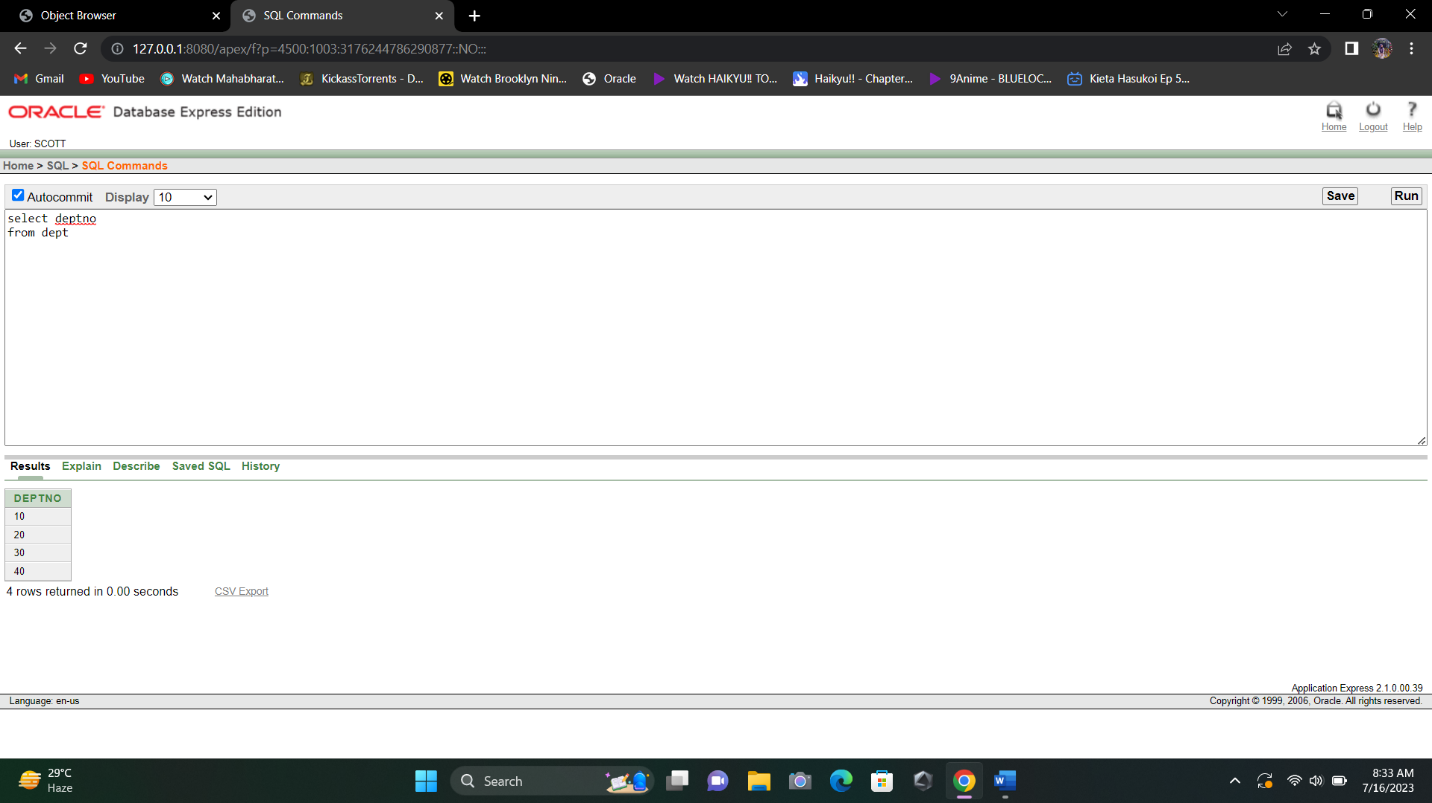 Object Browser
SQL Commands
127.0.0.1:8080/apex/f?p=4500:1003:3176244786290877::NO:::
Gmail YouTube Watch Mahabharat... KickassTorrents - D... Watch Brooklyn Nin... Oracle Watch HAIKYU!! TO... Haikyu!! - Chapter... 9Anime - BLUELOC... Kieta Hasukoi Ep 5...
ORACLE Database Express Edition
Home Logout Help
User: SCOTT
Home > SQL > SQL Commands
Autocommit Display 10 Save Run
select deptno
from dept
Results Explain Describe Saved SQL History
DEPTNO
10
20
30
40
4 rows returned in 0.00 seconds CSV Export
Application Express 2.1.0.00.39
Language: en-us Copyright © 1999, 2006, Oracle. All rights reserved.
29°C
Haze
Search
8:33 AM
7/16/2023